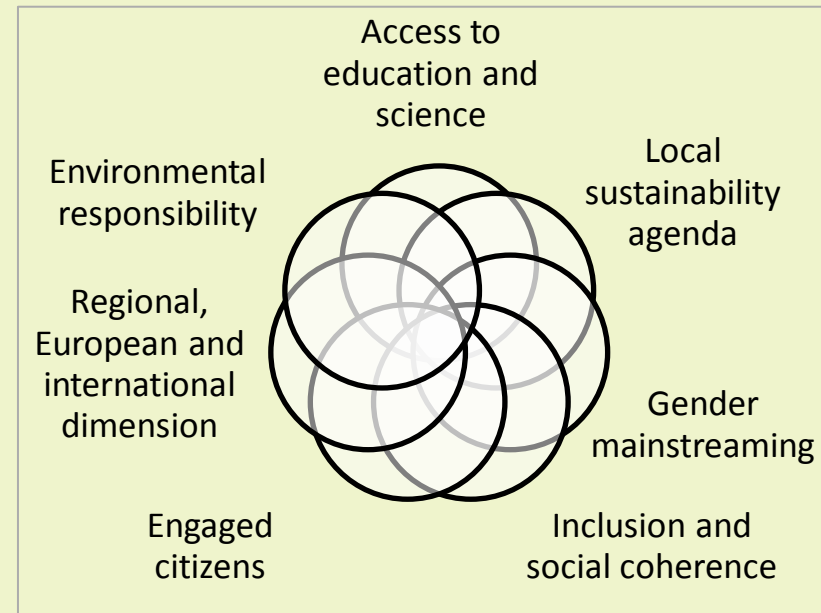 Access to
education and
science
Local
sustainability
agenda
Gender
mainstreaming
Inclusion and
social coherence
Engaged
citizens
Regional,
European and
international
dimension
Environmental
responsibility